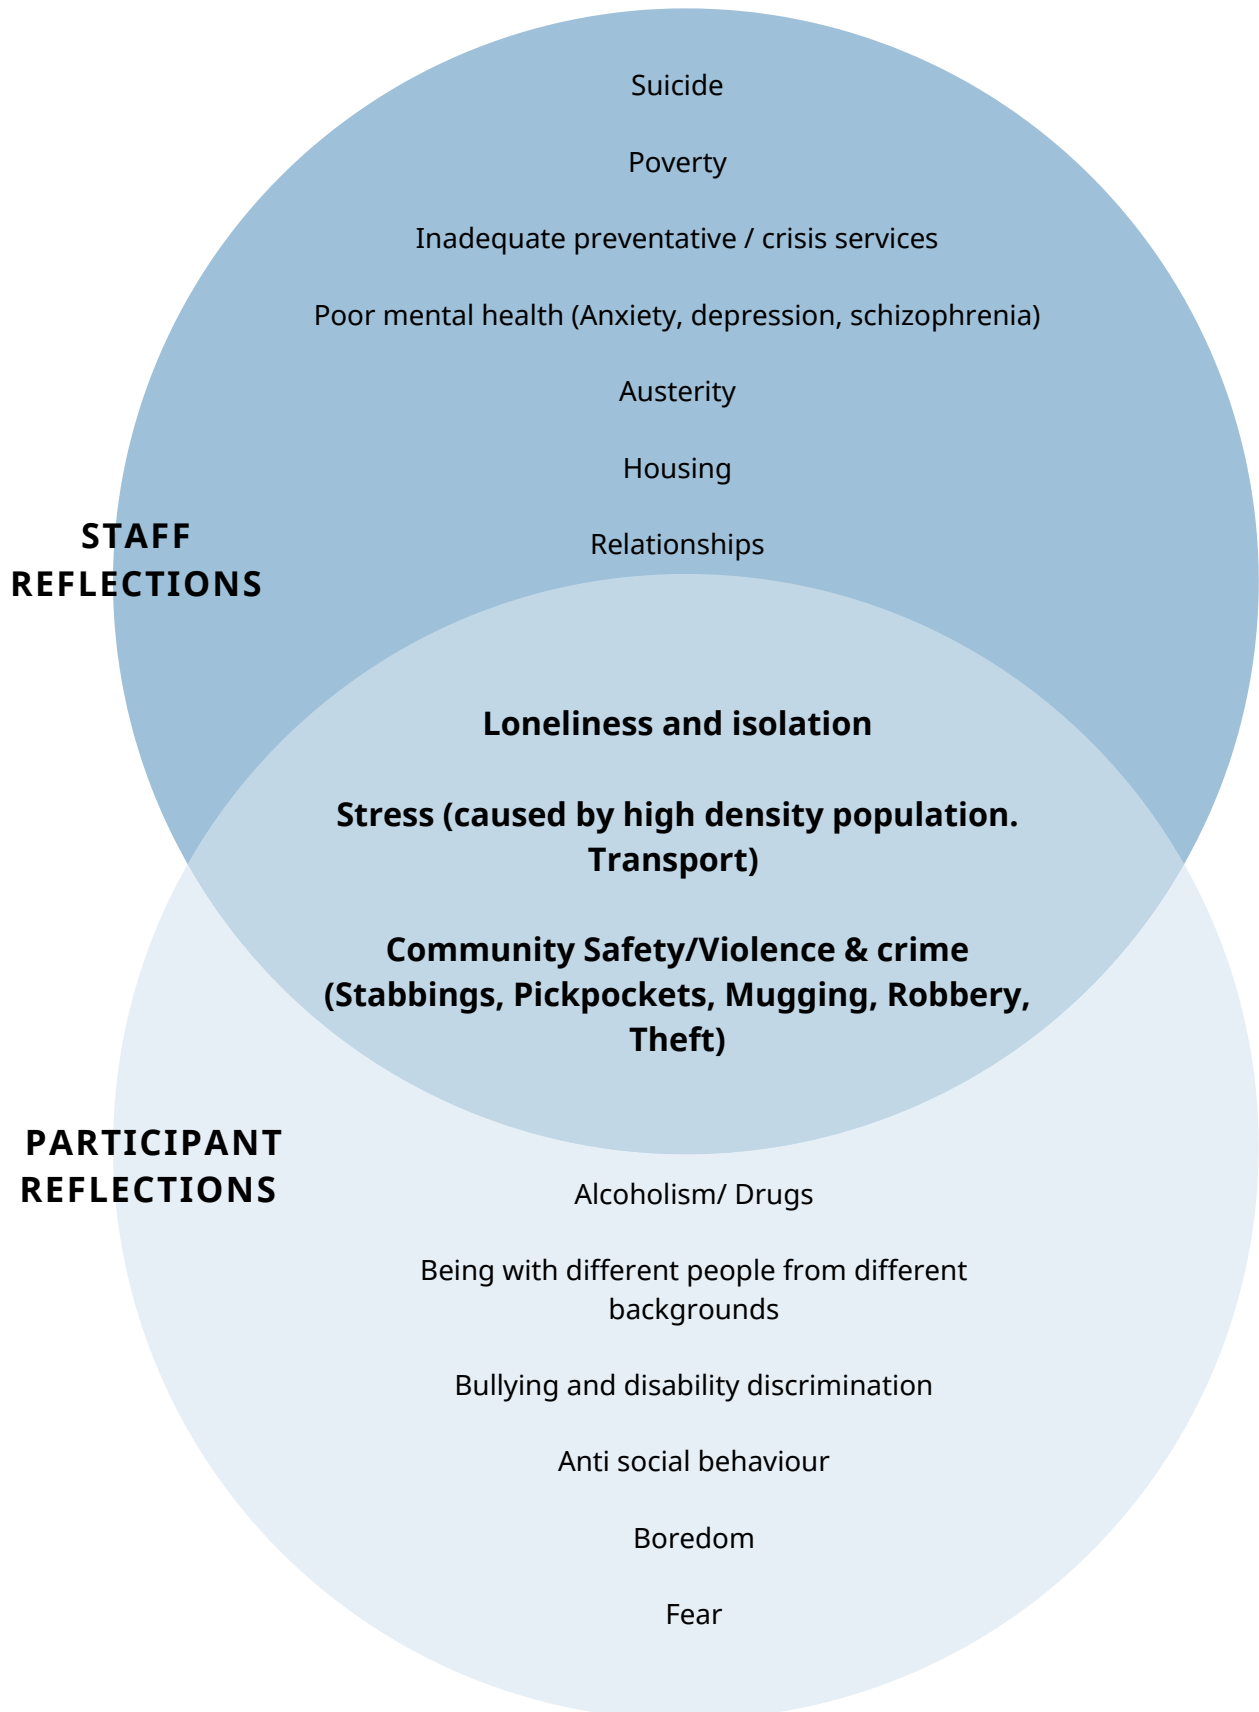 Suicide
Poverty
Inadequate preventative / crisis services
Poor mental health (Anxiety, depression, schizophrenia)
Austerity
Housing
Relationships
STAFF
REFLECTIONS
Loneliness and isolation
Stress (caused by high density population.
Transport)
Community Safety/Violence & crime
(Stabbings, Pickpockets, Mugging, Robbery,
Theft)
PARTICIPANT
REFLECTIONS
Alcoholism/ Drugs
Being with different people from different
backgrounds
Bullying and disability discrimination
Anti social behaviour
Boredom
Fear